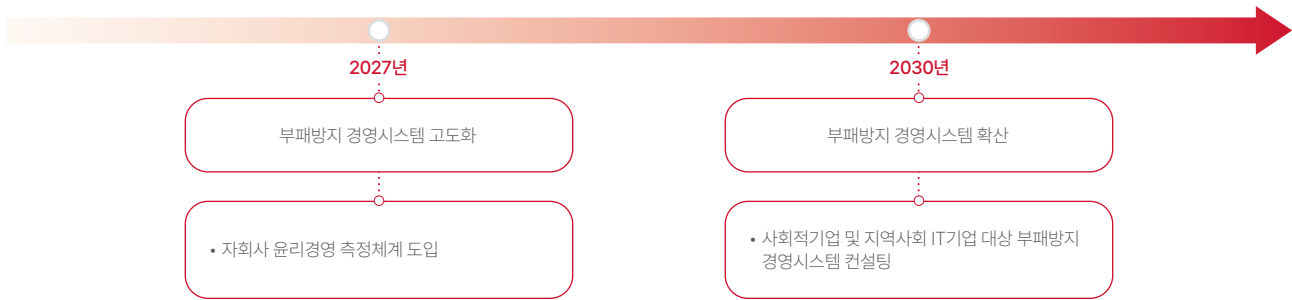 2027년
부패방지 경영시스템 고도화
• 자회사 윤리경영 측정체계 도입
2030년
부패방지 경영시스템 확산
• 사회적기업 및 지역사회 IT기업 대상 부패방지
경영시스템 컨설팅